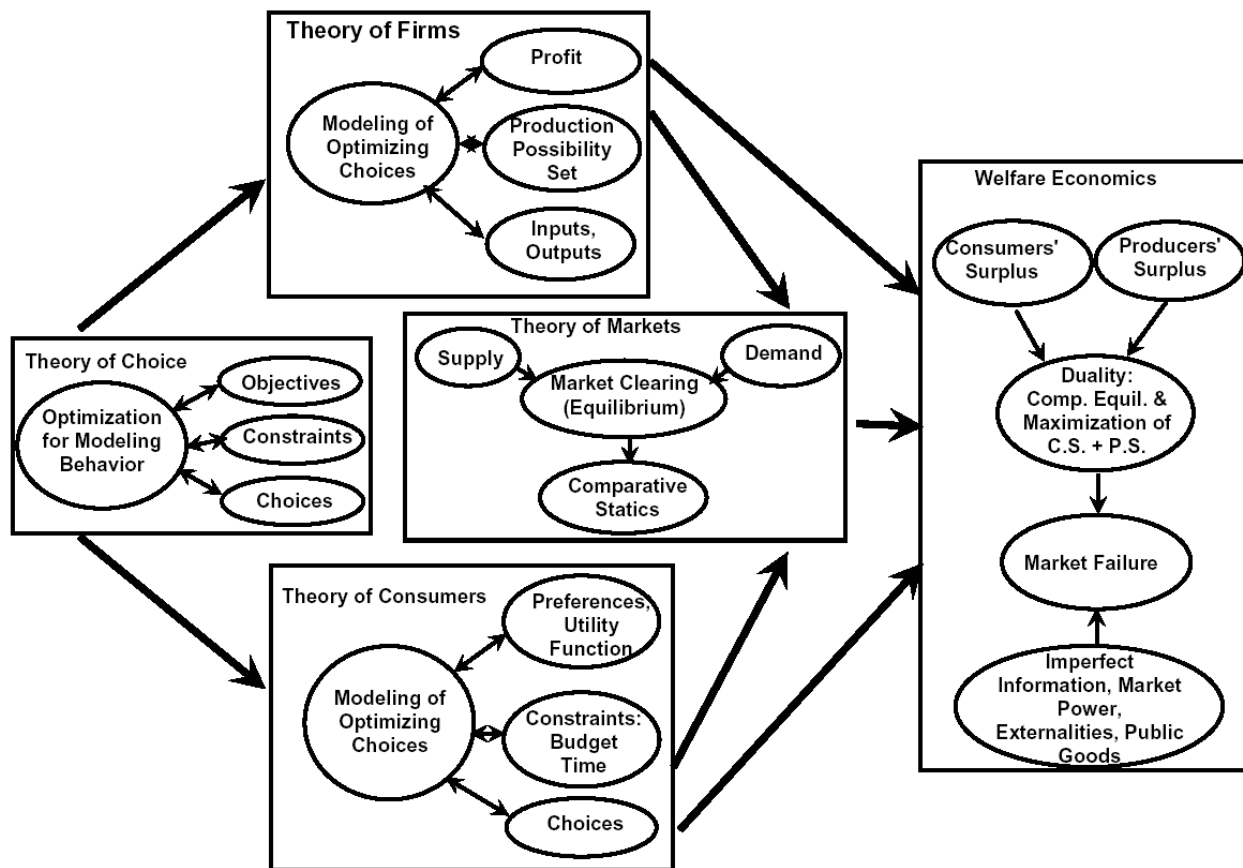 Theory of Firms
Profit
Modeling of
Optimizing
Choices
Production
Possibility
Set
Inputs,
Outputs
Theory of Choice
Optimization
for Modeling
Behavior
Objectives
Constraints
Choices
Theory of Markets
Supply
Demand
Market Clearing
(Equilibrium)
Comparative
Statics
Theory of Consumers
Preferences,
Utility
Function
Modeling of
Optimizing
Choices
Constraints:
Budget
Time
Choices
Welfare Economics
Consumers'
Surplus
Producers'
Surplus
Duality:
Comp. Equil. &
Maximization of
C.S. + P.S.
Market Failure
Imperfect
Information, Market
Power,
Externalities, Public
Goods